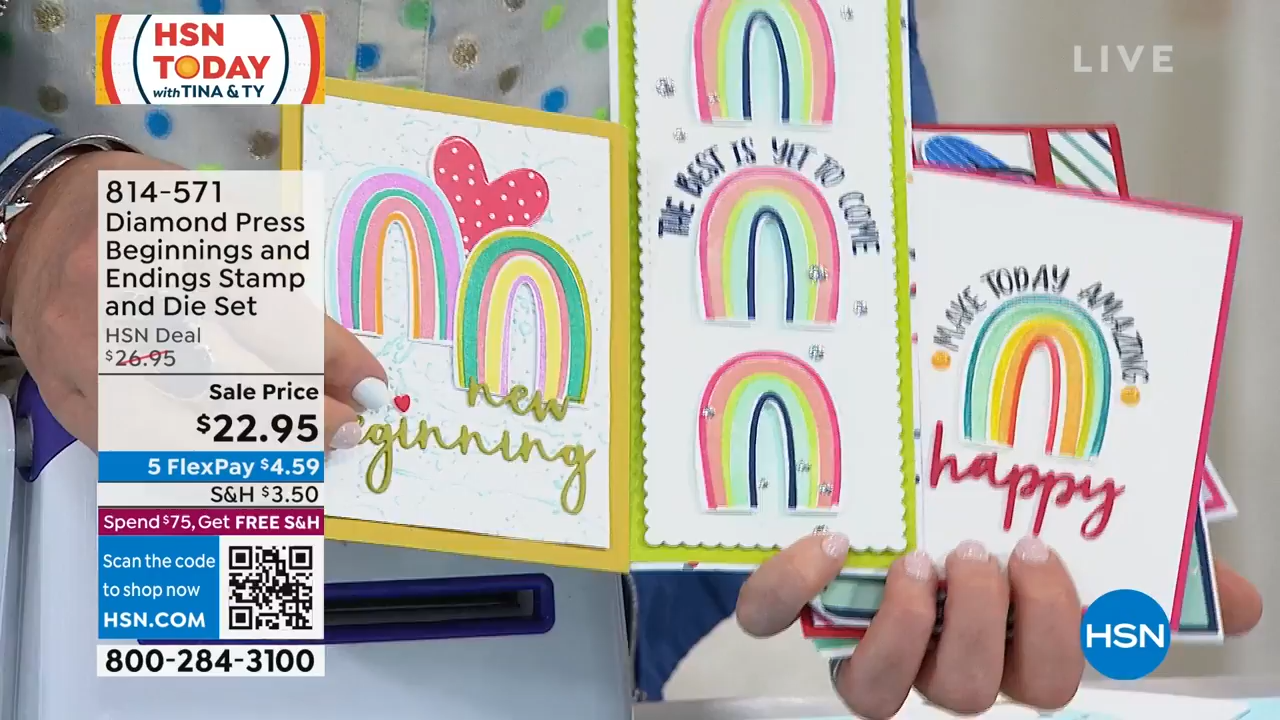 HSN
TODAY
with TINA & TY
LIVE
814-571
Diamond Press
Beginnings and
Endings Stamp
and Die Set
HSN Deal
$26.95
Sale Price
$22.95
5 FlexPay $4.59
S&H $3.50
Spend $75, Get FREE S&H
Scan the code
to shop now
HSN.COM
800-284-3100
new
ginning
THE BEST IS YET TO COME
MAKE TODAY AMAZING
happy
HSN